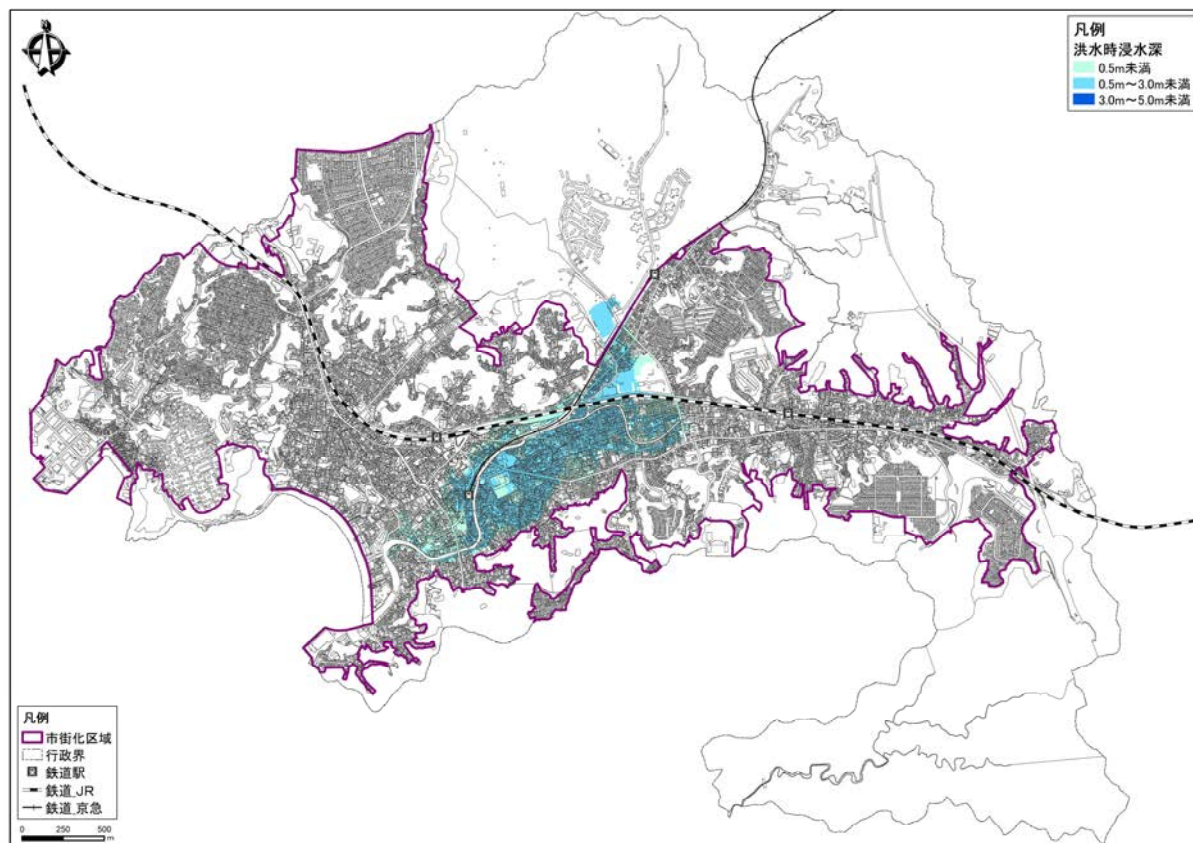 凡例
洪水時浸水深
0.5m未満
0.5m~3.0m未満
3.0m~5.0m未満
凡例
市街化区域
行政界
鉄道駅
鉄道_JR
鉄道_京急
0 250 500
m